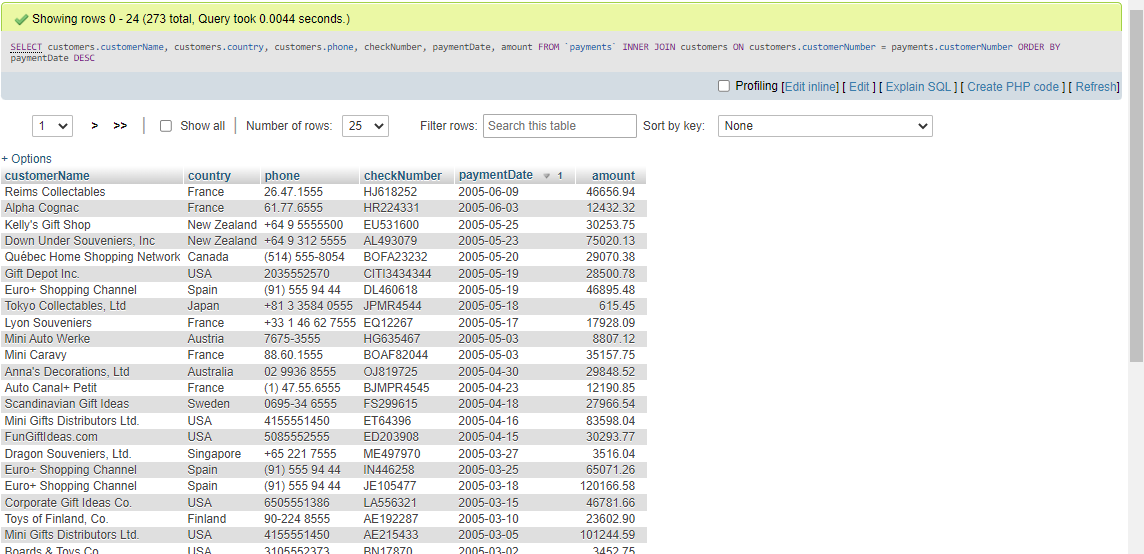 Showing rows 0 - 24 (273 total, Query took 0.0044 seconds.)
SELECT customers.customerName, customers.country, customers.phone, checkNumber, paymentDate, amount FROM `payments` INNER JOIN customers ON customers.customerNumber = payments.customerNumber ORDER BY
paymentDate DESC
Profiling [Edit inline] [ Edit ] [ Explain SQL ] [ Create PHP code ] [ Refresh]
1 > >> Show all Number of rows: 25 Filter rows: Search this table Sort by key: None
+ Options
customerName country phone checkNumber paymentDate 1 amount
Reims Collectables France 26.47.1555 HJ618252 2005-06-09 46656.94
Alpha Cognac France 61.77.6555 HR224331 2005-06-03 12432.32
Kelly's Gift Shop New Zealand +64 9 5555500 EU531600 2005-05-25 30253.75
Down Under Souveniers, Inc New Zealand +64 9 312 5555 AL493079 2005-05-23 75020.13
Québec Home Shopping Network Canada (514) 555-8054 BOFA23232 2005-05-20 29070.38
Gift Depot Inc. USA 2035552570 CITI3434344 2005-05-19 28500.78
Euro+ Shopping Channel Spain (91) 555 94 44 DL460618 2005-05-19 46895.48
Tokyo Collectables, Ltd Japan +81 3 3584 0555 JPMR4544 2005-05-18 615.45
Lyon Souveniers France +33 1 46 62 7555 EQ12267 2005-05-17 17928.09
Mini Auto Werke Austria 7675-3555 HG635467 2005-05-03 8807.12
Mini Caravy France 88.60.1555 BOAF82044 2005-05-03 35157.75
Anna's Decorations, Ltd Australia 02 9936 8555 OJ819725 2005-04-30 29848.52
Auto Canal+ Petit France (1) 47.55.6555 BJMPR4545 2005-04-23 12190.85
Scandinavian Gift Ideas Sweden 0695-34 6555 FS299615 2005-04-18 27966.54
Mini Gifts Distributors Ltd. USA 4155551450 ET64396 2005-04-16 83598.04
FunGiftIdeas.com USA 5085552555 ED203908 2005-04-15 30293.77
Dragon Souveniers, Ltd. Singapore +65 221 7555 ME497970 2005-03-27 3516.04
Euro+ Shopping Channel Spain (91) 555 94 44 IN446258 2005-03-25 65071.26
Euro+ Shopping Channel Spain (91) 555 94 44 JE105477 2005-03-18 120166.58
Corporate Gift Ideas Co. USA 6505551386 LA556321 2005-03-15 46781.66
Toys of Finland, Co. Finland 90-224 8555 AE192287 2005-03-10 23602.90
Mini Gifts Distributors Ltd. USA 4155551450 AE215433 2005-03-05 101244.59
Boards & Toys Co. USA 3105552373 BN17870 2005-03-02 3452.75